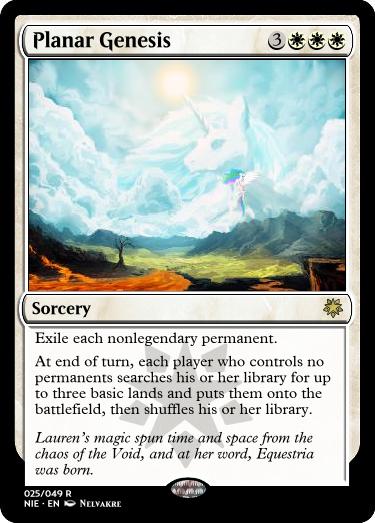 Planar Genesis 3
Sorcery
Exile each nonlegendary permanent.
At end of turn, each player who controls no
permanents searches his or her library for up
to three basic lands and puts them onto the
battlefield, then shuffles his or her library.
Lauren's magic spun time and space from the
chaos of the Void, and at her word, Equestria
was born.
025/049 R
NIE • EN Nelvakre